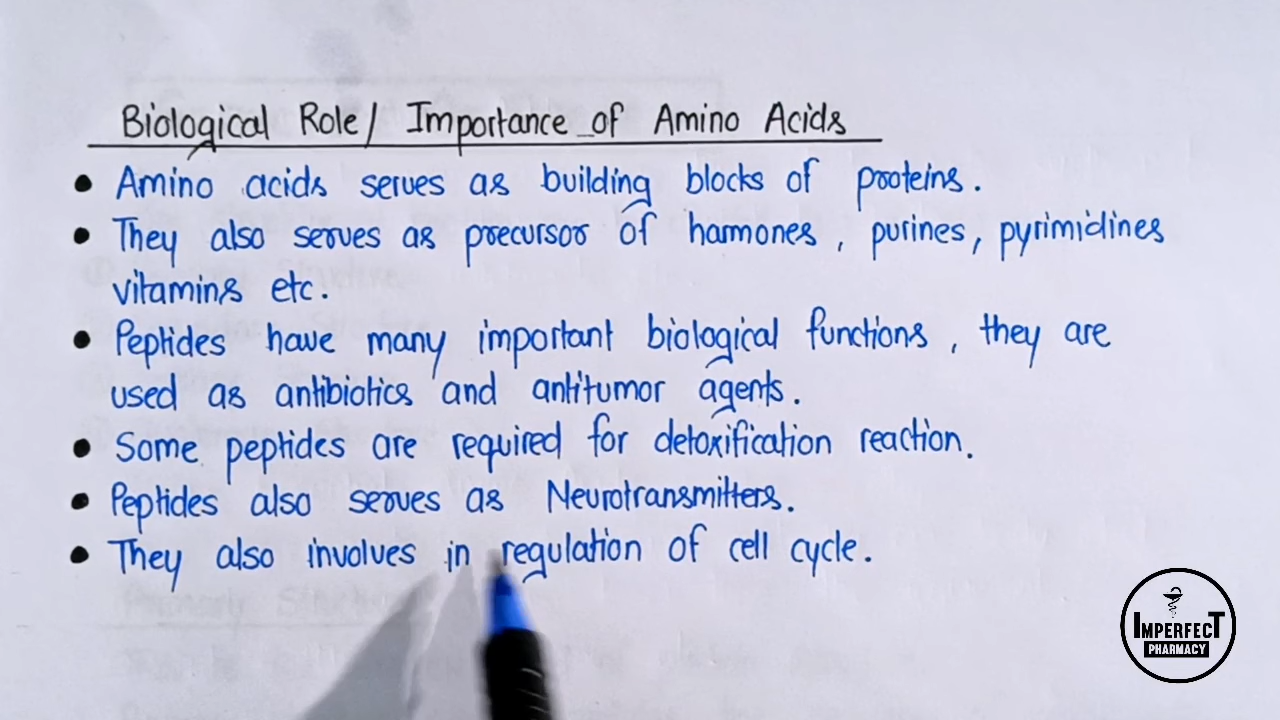 Biological Role/ Importance of Amino Acids
• Amino acids serves as building blocks of proteins.
• They also serves as precursor of harmones, purines, pyrimidines
vitamins etc.
• Peptides have many important biological functions, they are
used as antibiotics and antitumor agents.
• Some peptides are required for detoxification reaction.
• Peptides also serves as Neurotransmitters.
• They also involves in regulation of cell cycle.
IMPERFECT
PHARMACY